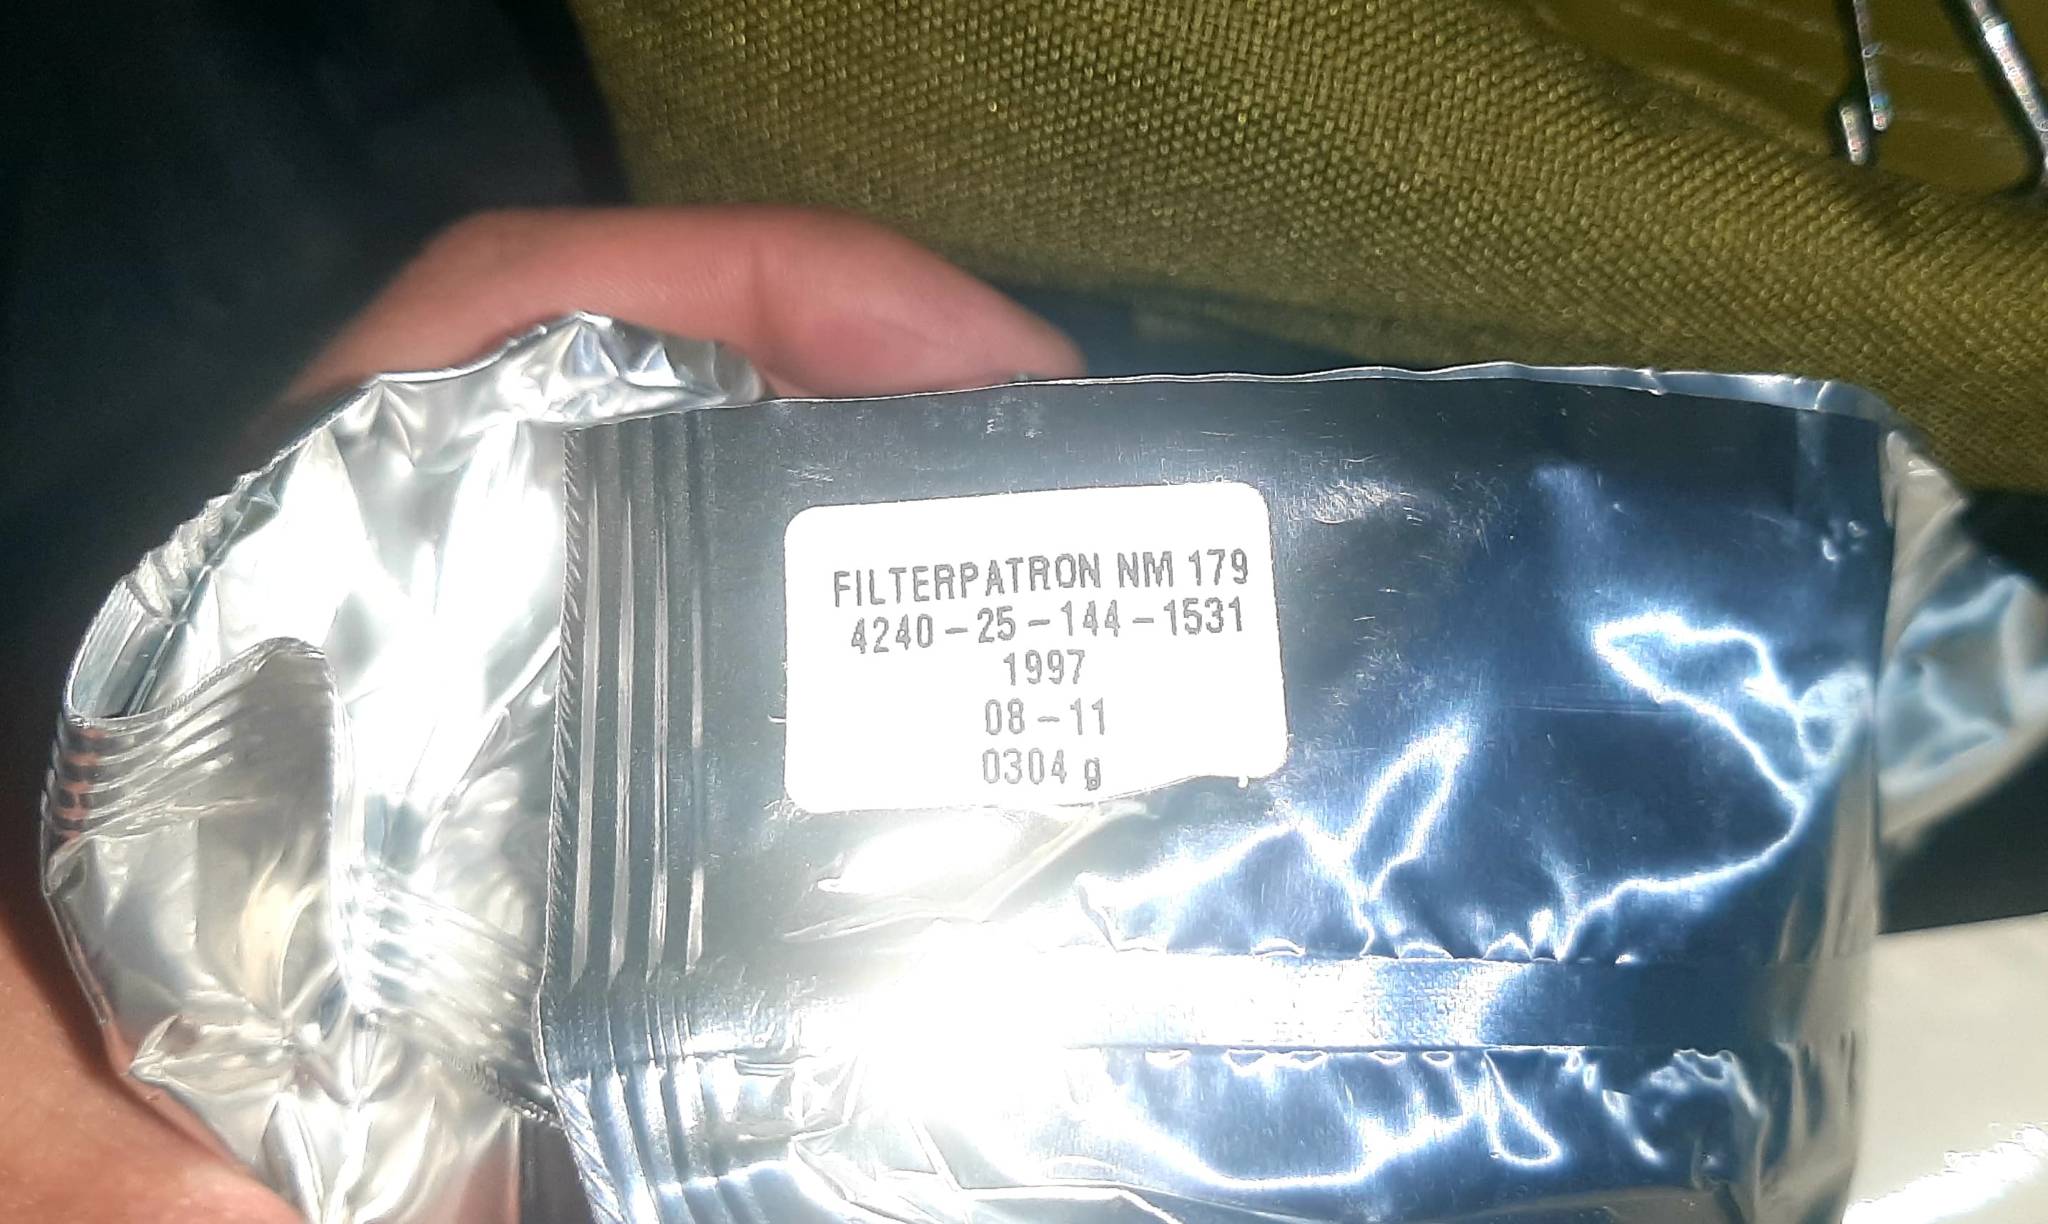 FILTERPATRON NM 179
4240-25-144-1531
1997
08-11
0304 g